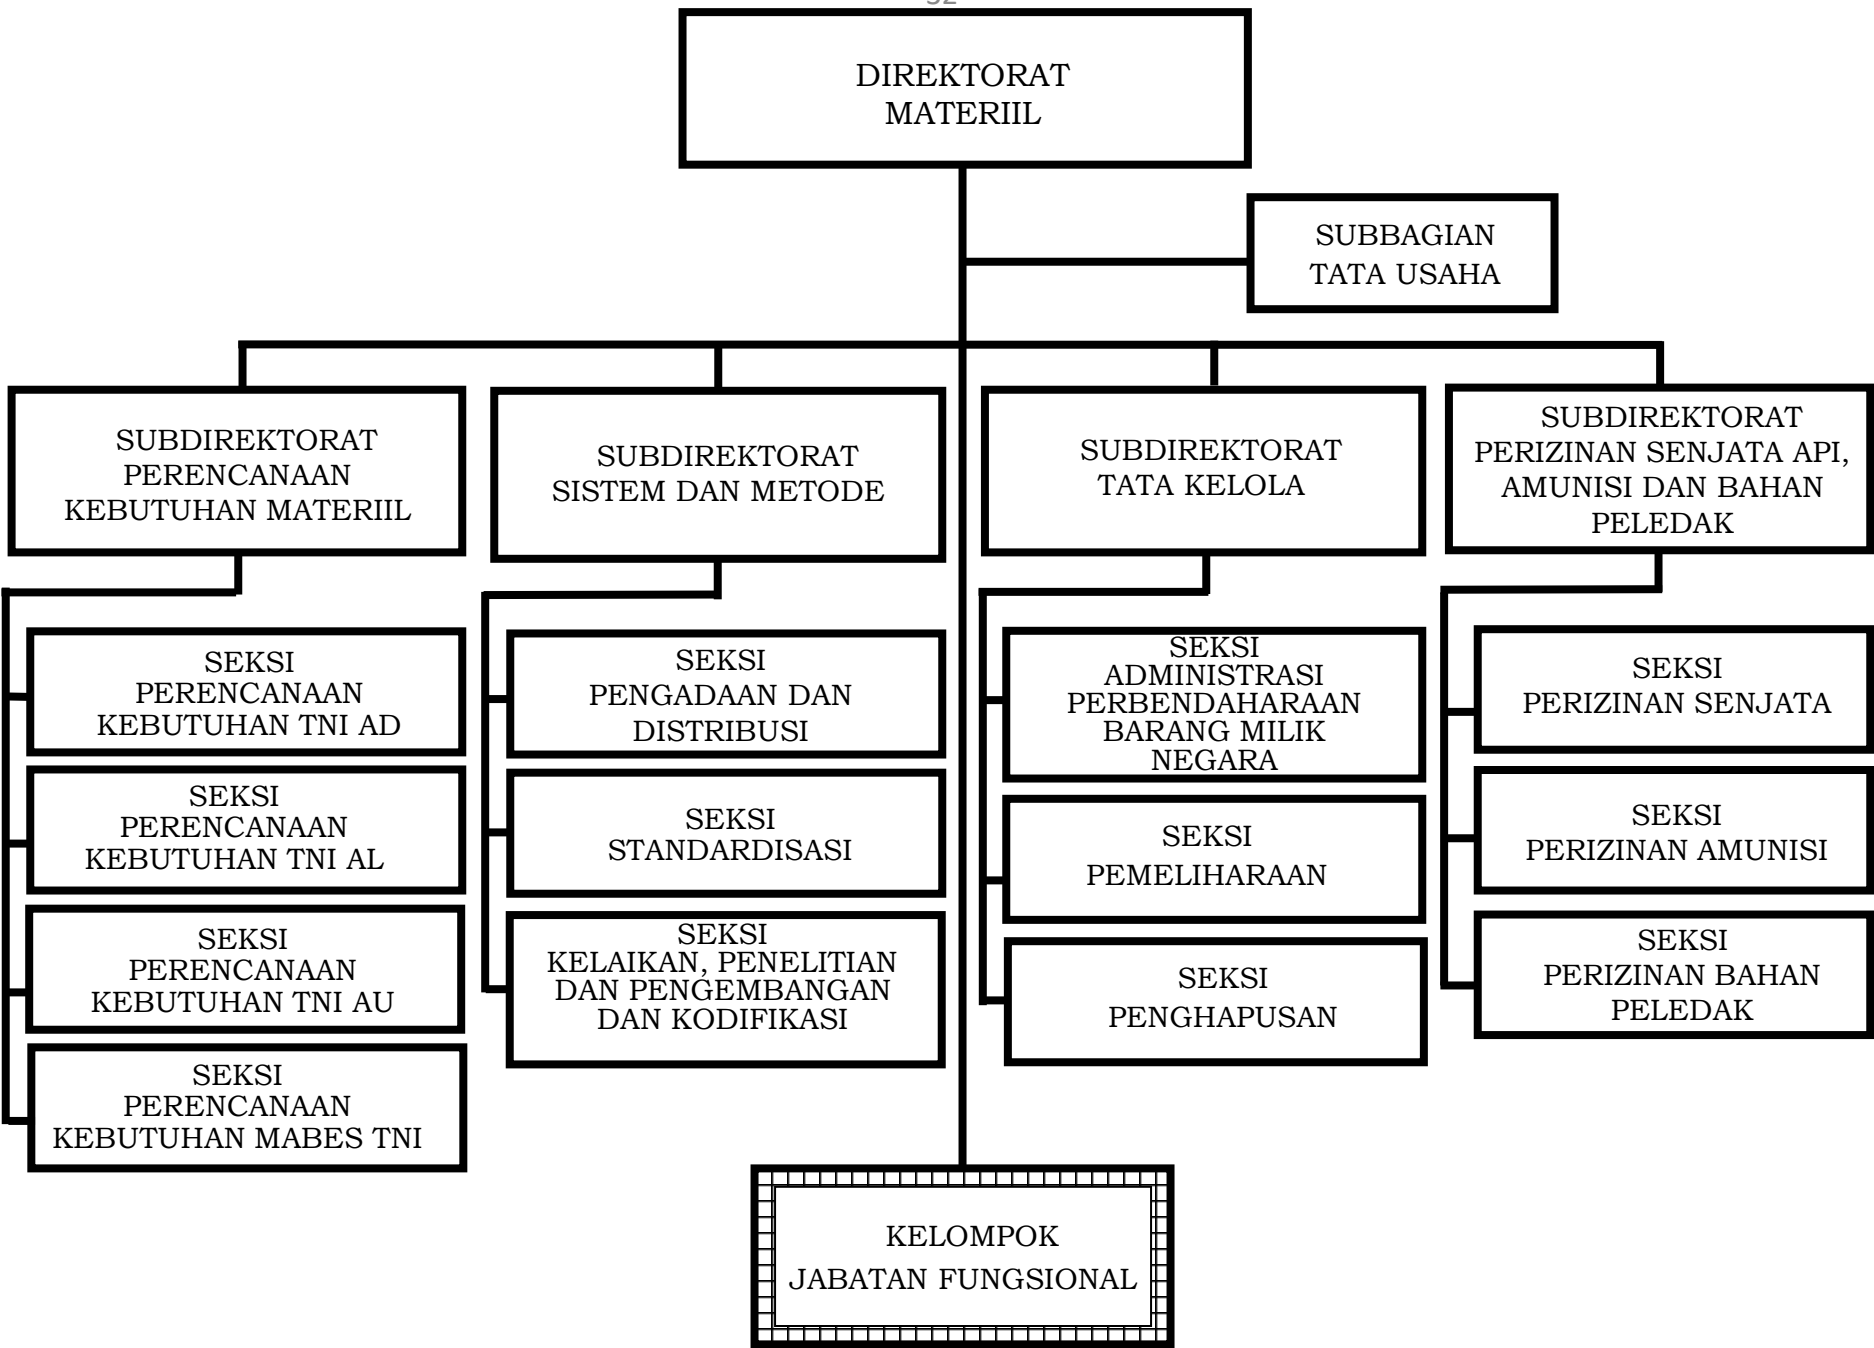 DIREKTORAT
MATERIIL
SUBBAGIAN
TATA USAHA
SUBDIREKTORAT
PERENCANAAN
KEBUTUHAN MATERIIL
SUBDIREKTORAT
SISTEM DAN METODE
SUBDIREKTORAT
TATA KELOLA
SUBDIREKTORAT
PERIZINAN SENJATA API,
AMUNISI DAN BAHAN
PELEDAK
SEKSI
PERENCANAAN
KEBUTUHAN TNI AD
SEKSI
PERENCANAAN
KEBUTUHAN TNI AL
SEKSI
PERENCANAAN
KEBUTUHAN TNI AU
SEKSI
PERENCANAAN
KEBUTUHAN MABES TNI
SEKSI
PENGADAAN DAN
DISTRIBUSI
SEKSI
STANDARDISASI
SEKSI
KELAIKAN, PENELITIAN
DAN PENGEMBANGAN
DAN KODIFIKASI
SEKSI
ADMINISTRASI
PERBENDAHARAAN
BARANG MILIK
NEGARA
SEKSI
PEMELIHARAAN
SEKSI
PENGHAPUSAN
SEKSI
PERIZINAN SENJATA
SEKSI
PERIZINAN AMUNISI
SEKSI
PERIZINAN BAHAN
PELEDAK
KELOMPOK
JABATAN FUNGSIONAL